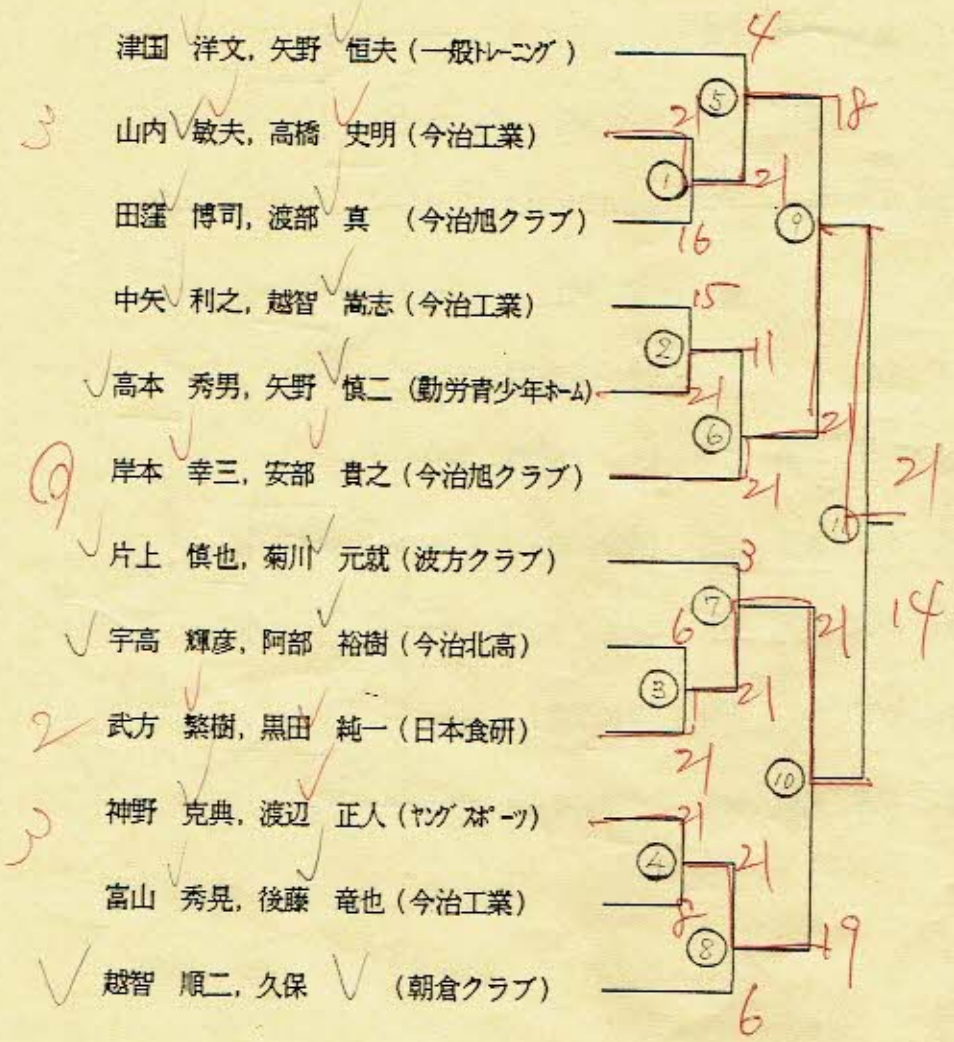 津国 洋文, 矢野 恒夫 (一般トレーニング)
4
⑤
18
3 山内 敏夫, 高橋 史明 (今治工業)
21
①
21
田窪 博司, 渡部 真 (今治旭クラブ)
16
⑨
中矢 利之, 越智 嵩志 (今治工業)
15
②
11
高本 秀男, 矢野 慎二 (勤労青少年ホーム)
21
⑥
21
岸本 幸三, 安部 貴之 (今治旭クラブ)
21
21
⑪
片上 慎也, 菊川 元就 (波方クラブ)
3
⑦
21
14
宇高 輝彦, 阿部 裕樹 (今治北高)
6
③
21
2 武方 繁樹, 黒田 純一 (日本食研)
21
⑩
3 神野 克典, 渡辺 正人 (ヤングスポーツ)
21
④
21
富山 秀晃, 後藤 竜也 (今治工業)
8
⑧
19
越智 順二, 久保 (朝倉クラブ)
6